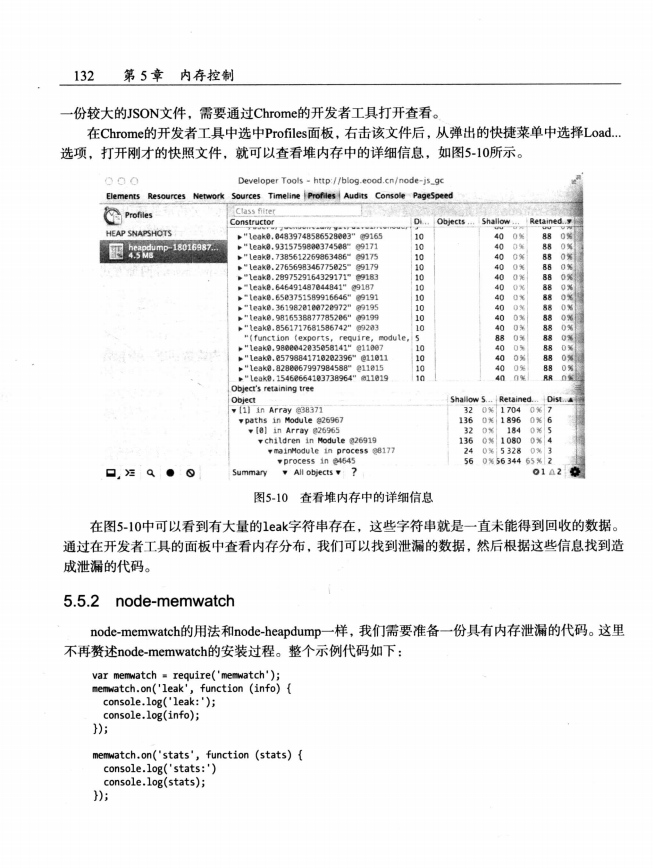 132 第 5 章 内存控制
一份较大的JSON文件，需要通过Chrome的开发者工具打开查看。
在Chrome的开发者工具中选中Profiles面板，右击该文件后，从弹出的快捷菜单中选择Load...
选项，打开刚才的快照文件，就可以查看堆内存中的详细信息，如图5-10所示。
Developer Tools - http://blog.eood.cn/node-js_gc
Elements Resources Network Sources Timeline Profiles Audits Console PageSpeed
Profiles
HEAP SNAPSHOTS
heapdump-18016987...
4.5 MB
Class filter
Constructor Di... Objects ... Shallow... Retained..▼
▶"leak0.04839748586528003" @9165 10 40 0% 88 0%
▶"leak0.9315759800374508" @9171 10 40 0% 88 0%
▶"leak0.7385612269863486" @9175 10 40 0% 88 0%
▶"leak0.2765698346775025" @9179 10 40 0% 88 0%
▶"leak0.2897529164329171" @9183 10 40 0% 88 0%
▶"leak0.646491487044841" @9187 10 40 0% 88 0%
▶"leak0.6503751589916646" @9191 10 40 0% 88 0%
▶"leak0.3619820100720972" @9195 10 40 0% 88 0%
▶"leak0.9816538877785206" @9199 10 40 0% 88 0%
▶"leak0.8561717681586742" @9203 10 40 0% 88 0%
"(function (exports, require, module, 5 88 0% 88 0%
▶"leak0.9800042035058141" @11007 10 40 0% 88 0%
▶"leak0.05798841710202396" @11011 10 40 0% 88 0%
▶"leak0.8280067997984588" @11015 10 40 0% 88 0%
▶"leak0.15460664103738964" @11019 10 40 0% 88 0%
Object's retaining tree
Object Shallow S... Retained... Dist..▲
▼[1] in Array @38371 32 0% 1 704 0% 7
▼paths in Module @26967 136 0% 1 896 0% 6
▼[0] in Array @26965 32 0% 184 0% 5
▼children in Module @26919 136 0% 1 080 0% 4
▼mainModule in process @8177 24 0% 5 328 0% 3
▼process in @4645 56 0% 56 344 65% 2
Summary ▼ All objects ▼ ? 1 2
图5-10 查看堆内存中的详细信息
在图5-10中可以看到有大量的leak字符串存在，这些字符串就是一直未能得到回收的数据。
通过在开发者工具的面板中查看内存分布，我们可以找到泄漏的数据，然后根据这些信息找到造
成泄漏的代码。
5.5.2 node-memwatch
node-memwatch的用法和node-heapdump一样，我们需要准备一份具有内存泄漏的代码。这里
不再赘述node-memwatch的安装过程。整个示例代码如下：
var memwatch = require('memwatch');
memwatch.on('leak', function (info) {
console.log('leak:');
console.log(info);
});
memwatch.on('stats', function (stats) {
console.log('stats:')
console.log(stats);
});